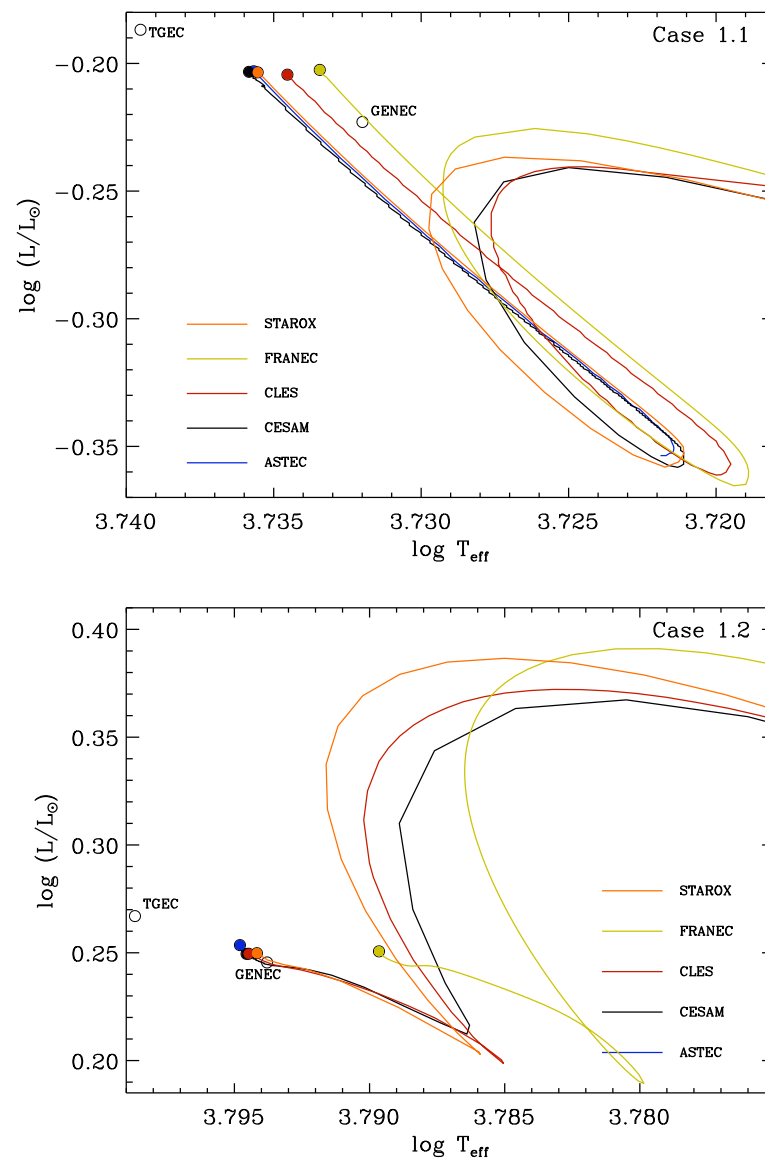 TGEC
Case 1.1
GENEC
STAROX
FRANEC
CLES
CESAM
ASTEC
−0.20
−0.25
−0.30
−0.35
log (L/L⊙)
3.740 3.735 3.730 3.725 3.720
log Teff
Case 1.2
TGEC
GENEC
STAROX
FRANEC
CLES
CESAM
ASTEC
0.40
0.35
0.30
0.25
0.20
log (L/L⊙)
3.795 3.790 3.785 3.780
log Teff